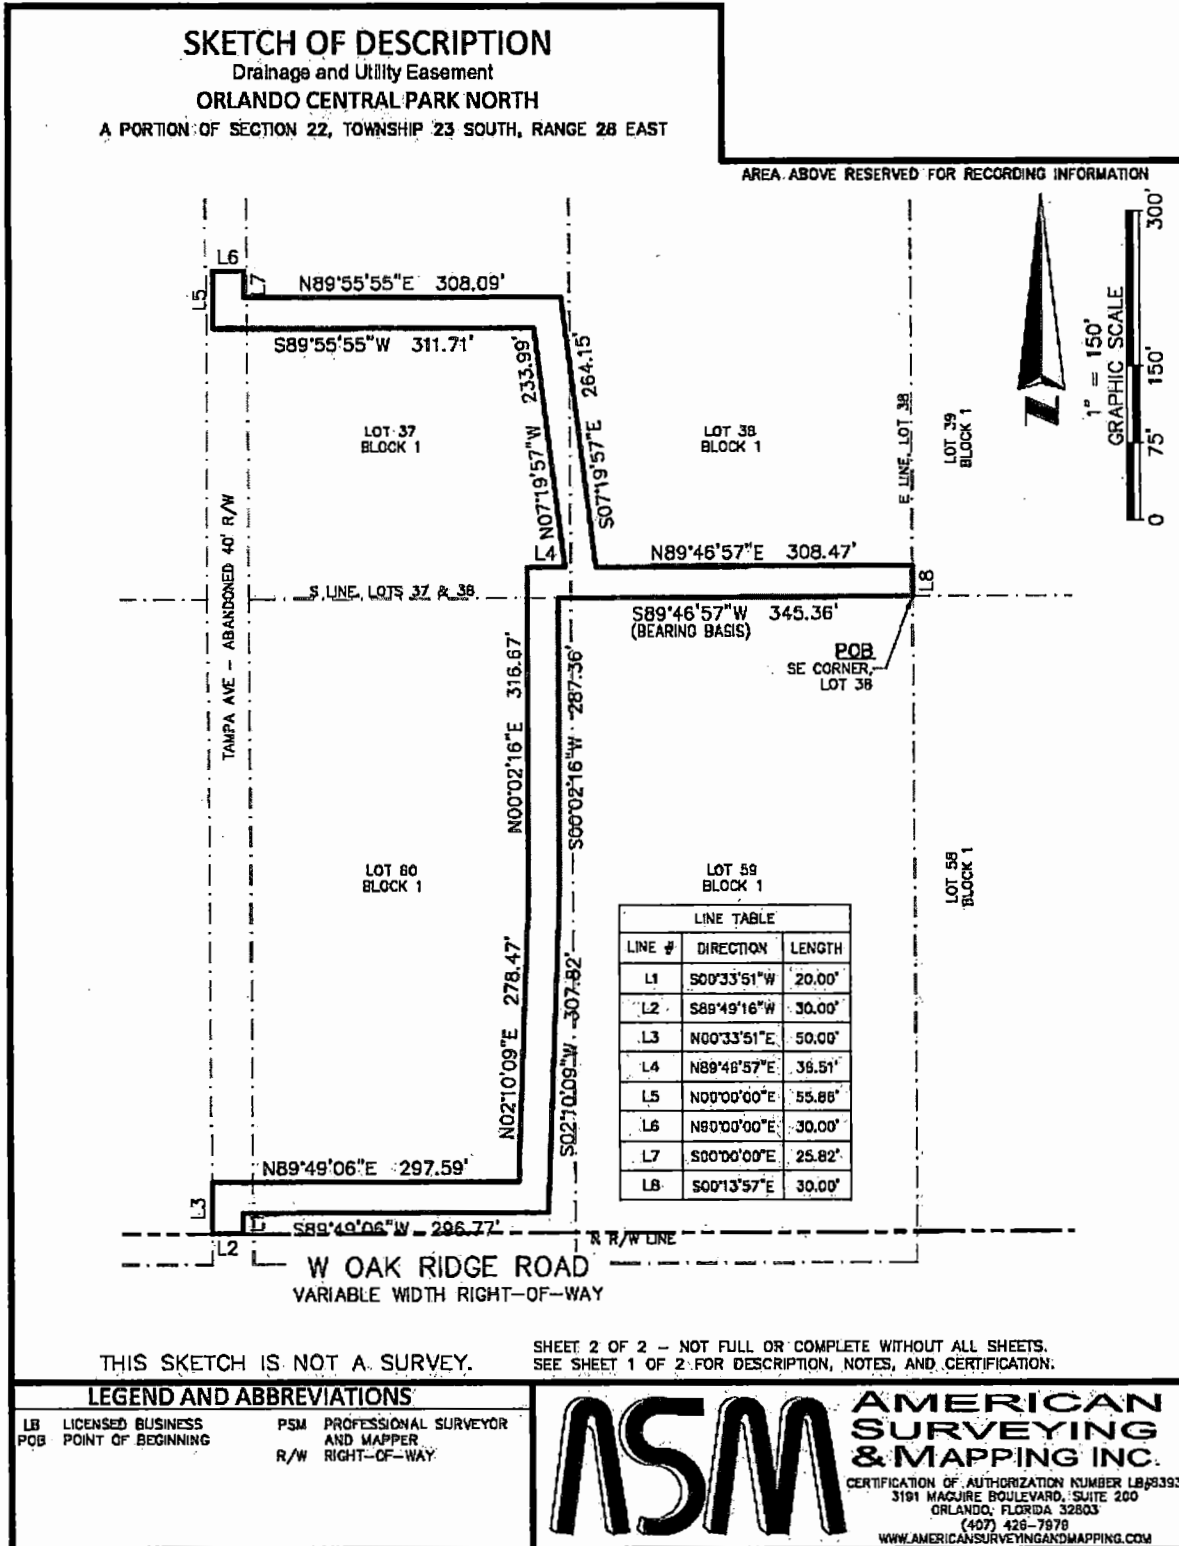 SKETCH OF DESCRIPTION
Drainage and Utility Easement
ORLANDO CENTRAL PARK NORTH
A PORTION OF SECTION 22, TOWNSHIP 23 SOUTH, RANGE 28 EAST
AREA ABOVE RESERVED FOR RECORDING INFORMATION
L6
L5
L7
N89°55'55"E 308.09'
S89°55'55"W 311.71'
N07°19'57"W 233.99'
S07°19'57"E 264.15'
LOT 37
BLOCK 1
LOT 38
BLOCK 1
E LINE, LOT 38
LOT 39
BLOCK 1
1" = 150'
GRAPHIC SCALE
0 75' 150' 300'
N
TAMPA AVE - ABANDONED 40' R/W
L4
N89°46'57"E 308.47'
L8
S LINE, LOTS 37 & 38
S89°46'57"W 345.36'
(BEARING BASIS)
POB
SE CORNER,
LOT 38
N00°02'16"E 316.67'
S00°02'16"W 287.36'
LOT 60
BLOCK 1
LOT 59
BLOCK 1
LOT 58
BLOCK 1
LINE TABLE
LINE # DIRECTION LENGTH
L1 S00°33'51"W 20.00'
L2 S89°49'16"W 30.00'
L3 N00°33'51"E 50.00'
L4 N89°46'57"E 36.51'
L5 N00°00'00"E 55.86'
L6 N90°00'00"E 30.00'
L7 S00°00'00"E 25.82'
L8 S00°13'57"E 30.00'
N02°10'09"E 278.47'
S02°10'09"W 307.82'
N89°49'06"E 297.59'
L3
L1
S89°49'06"W 296.77'
L2
N R/W LINE
W OAK RIDGE ROAD
VARIABLE WIDTH RIGHT-OF-WAY
THIS SKETCH IS NOT A SURVEY.
SHEET 2 OF 2 - NOT FULL OR COMPLETE WITHOUT ALL SHEETS.
SEE SHEET 1 OF 2 FOR DESCRIPTION, NOTES, AND CERTIFICATION.
LEGEND AND ABBREVIATIONS
LB LICENSED BUSINESS
POB POINT OF BEGINNING
PSM PROFESSIONAL SURVEYOR
AND MAPPER
R/W RIGHT-OF-WAY
ASM
AMERICAN
SURVEYING
& MAPPING INC.
CERTIFICATION OF AUTHORIZATION NUMBER LB#6393
3191 MAGUIRE BOULEVARD, SUITE 200
ORLANDO, FLORIDA 32803
(407) 426-7979
WWW.AMERICANSURVEYINGANDMAPPING.COM